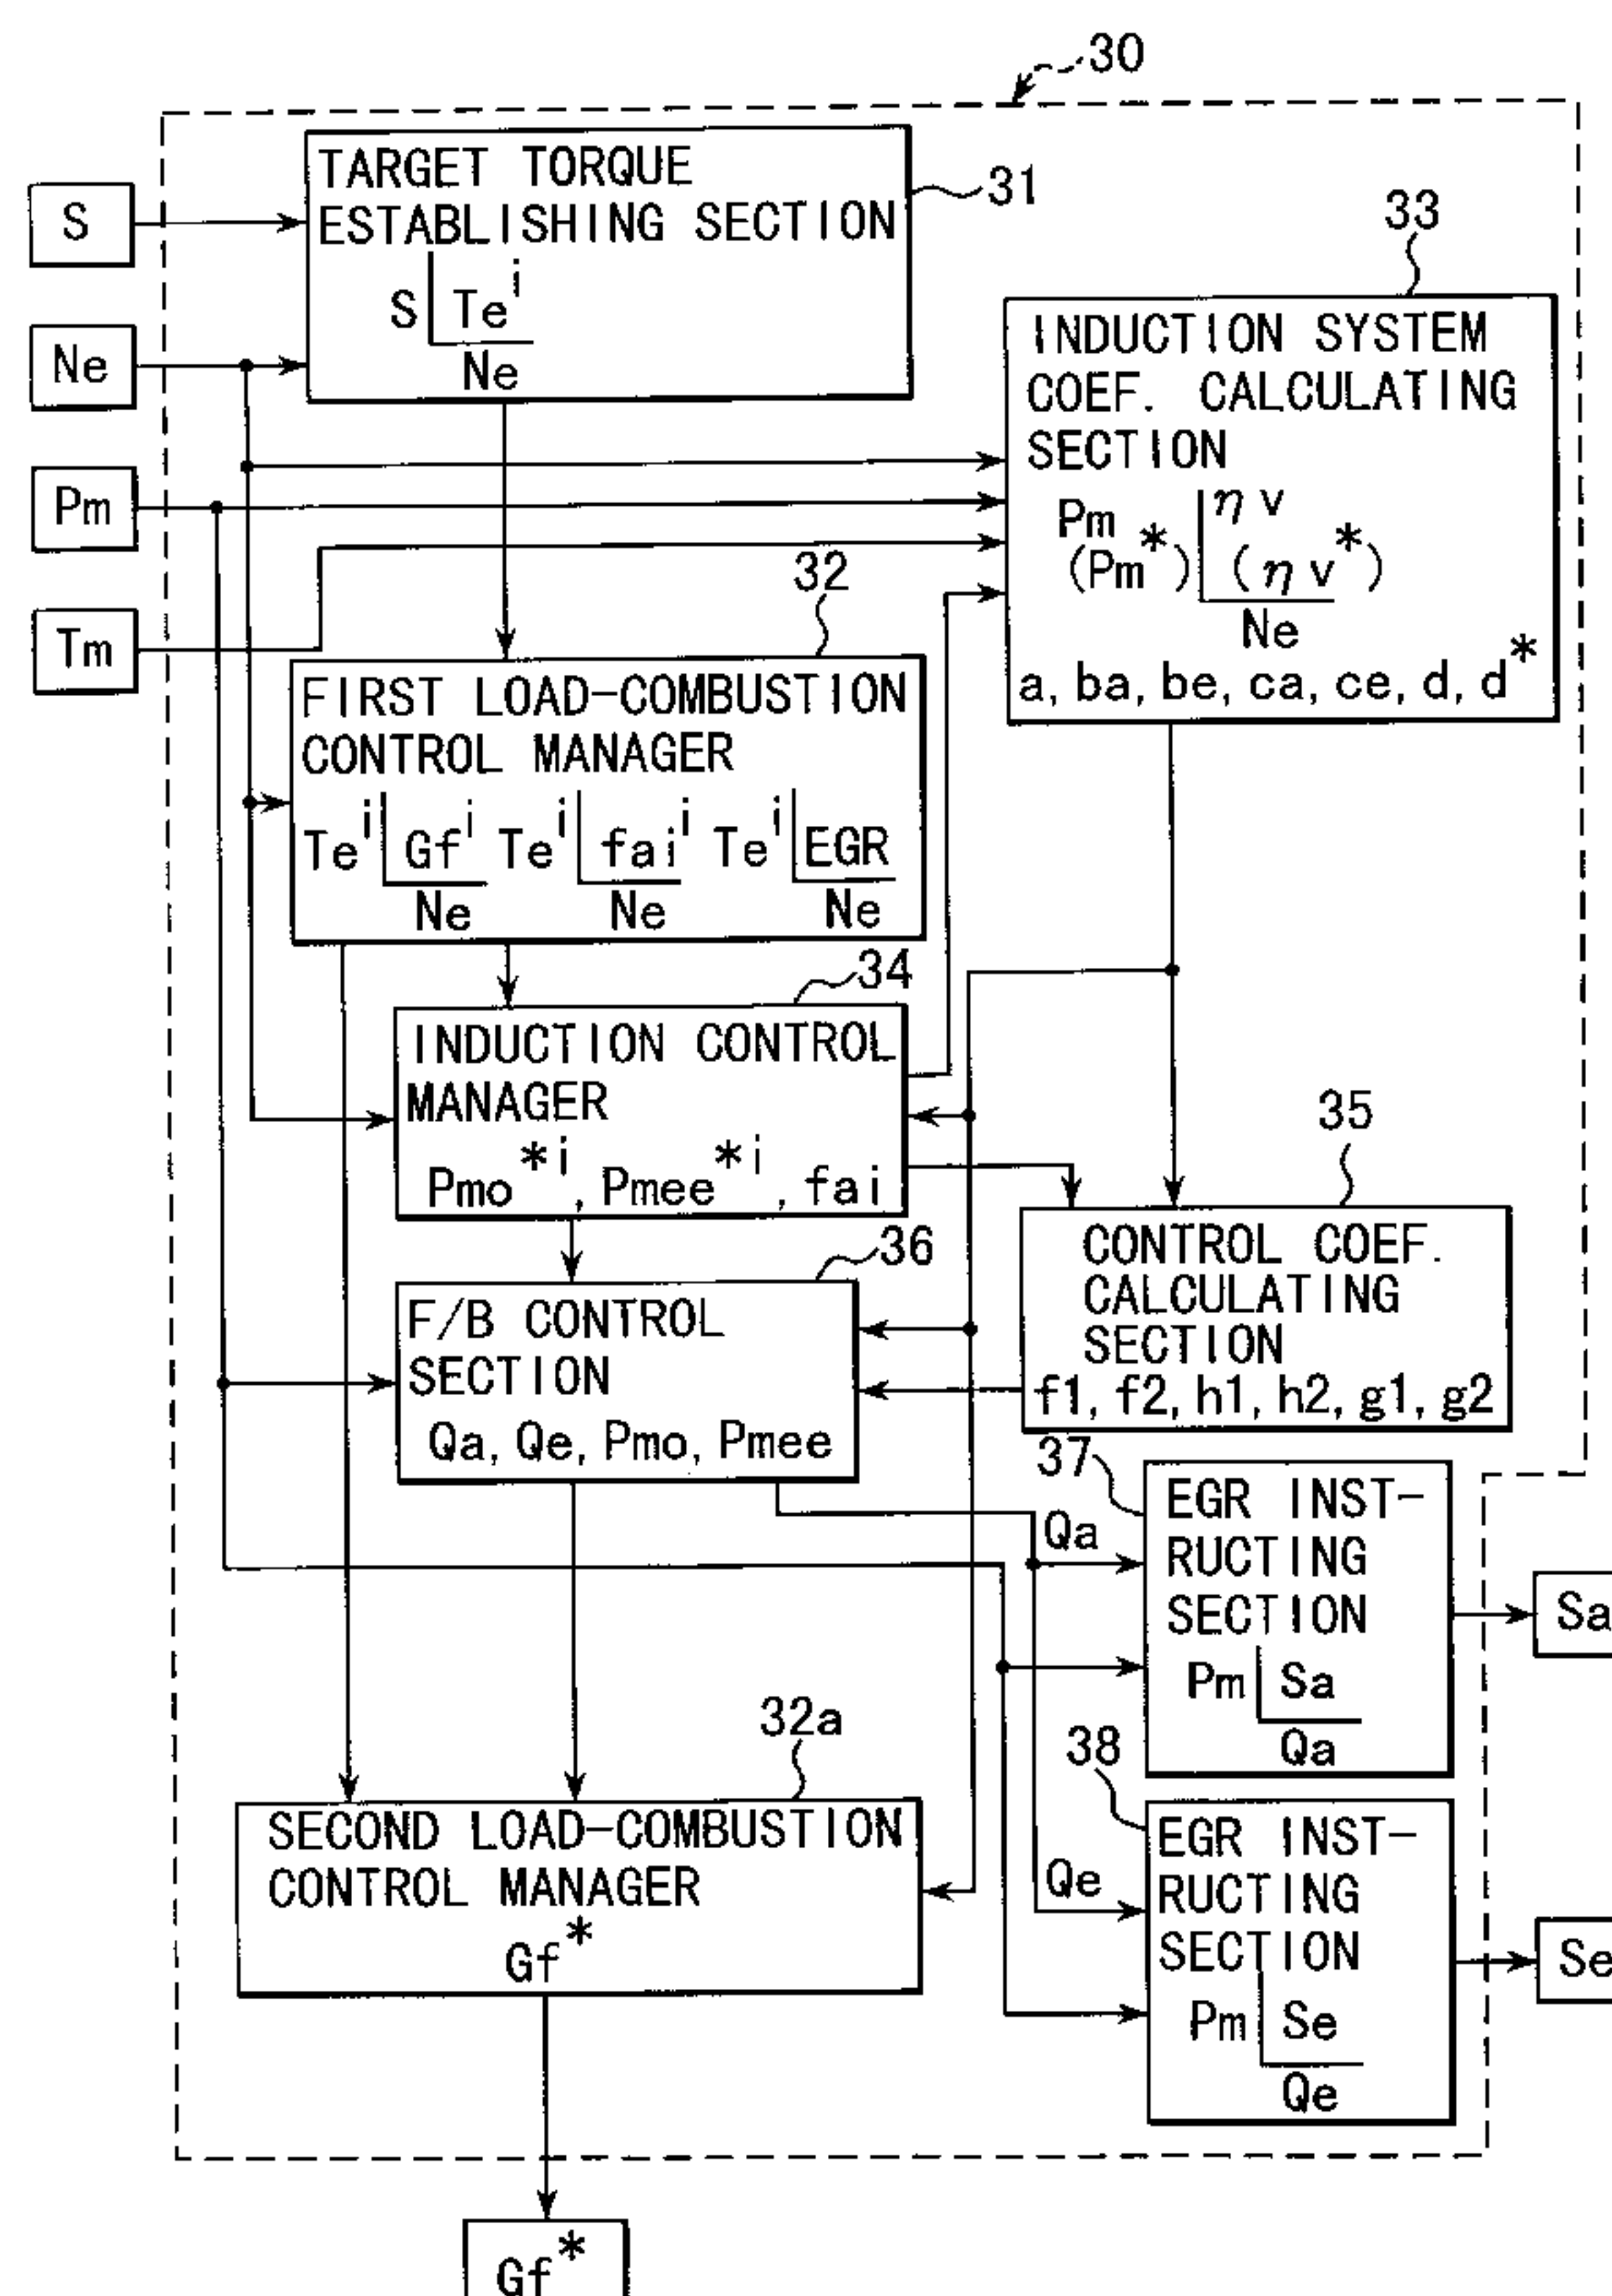 30
TARGET TORQUE
ESTABLISHING SECTION
S Te^i
Ne
31
S
Ne
Pm
Tm
33
INDUCTION SYSTEM
COEF. CALCULATING
SECTION
Pm ηv
(Pm*) (ηv*)
Ne
a, ba, be, ca, ce, d, d*
32
FIRST LOAD-COMBUSTION
CONTROL MANAGER
Te^i Gf^i Te^i fai^i Te^i EGR
Ne Ne Ne
34
INDUCTION CONTROL
MANAGER
Pmo*^i, Pmee*^i, fai
35
CONTROL COEF.
CALCULATING
SECTION
f1, f2, h1, h2, g1, g2
36
F/B CONTROL
SECTION
Qa, Qe, Pmo, Pmee
37
Qa
EGR INST-
RUCTING
SECTION
Pm Sa
Qa
Sa
38
Qe
EGR INST-
RUCTING
SECTION
Pm Se
Qe
Se
32a
SECOND LOAD-COMBUSTION
CONTROL MANAGER
Gf*
Gf*